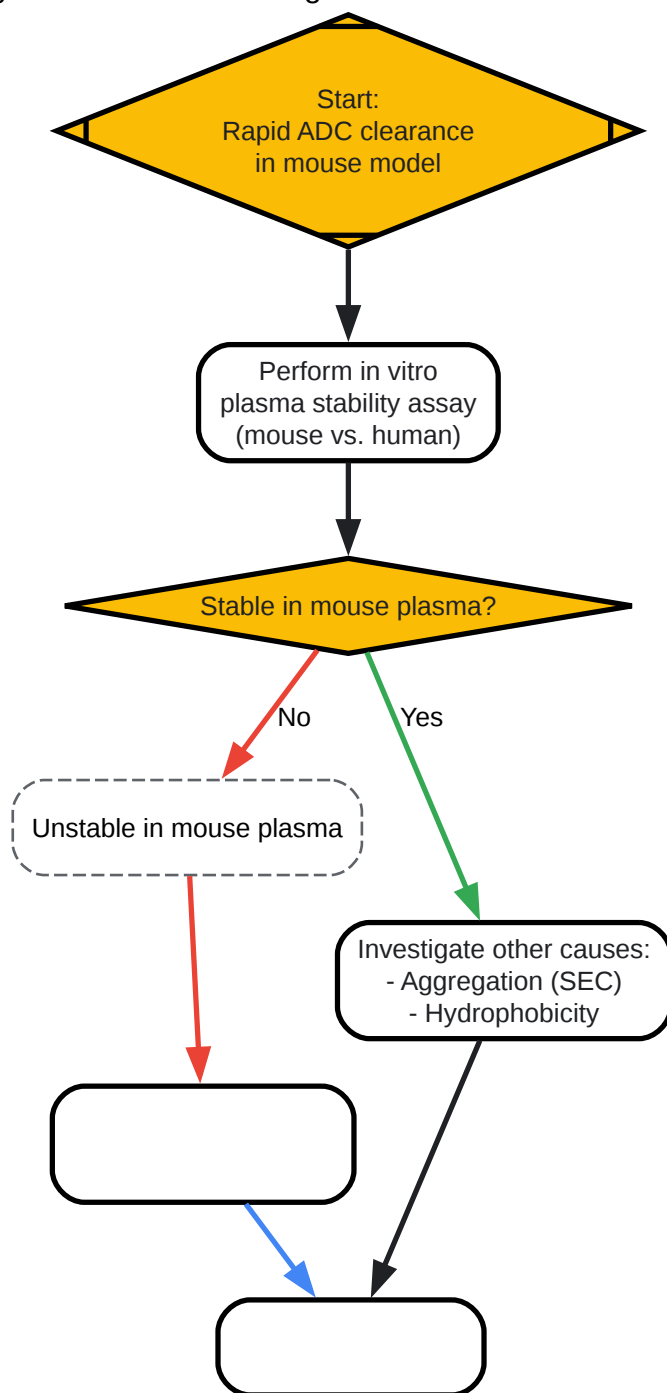 Start:
Rapid ADC clearance
in mouse model
Perform in vitro
plasma stability assay
(mouse vs. human)
Stable in mouse plasma?
No
Yes
Unstable in mouse plasma
Investigate other causes:
- Aggregation (SEC)
- Hydrophobicity